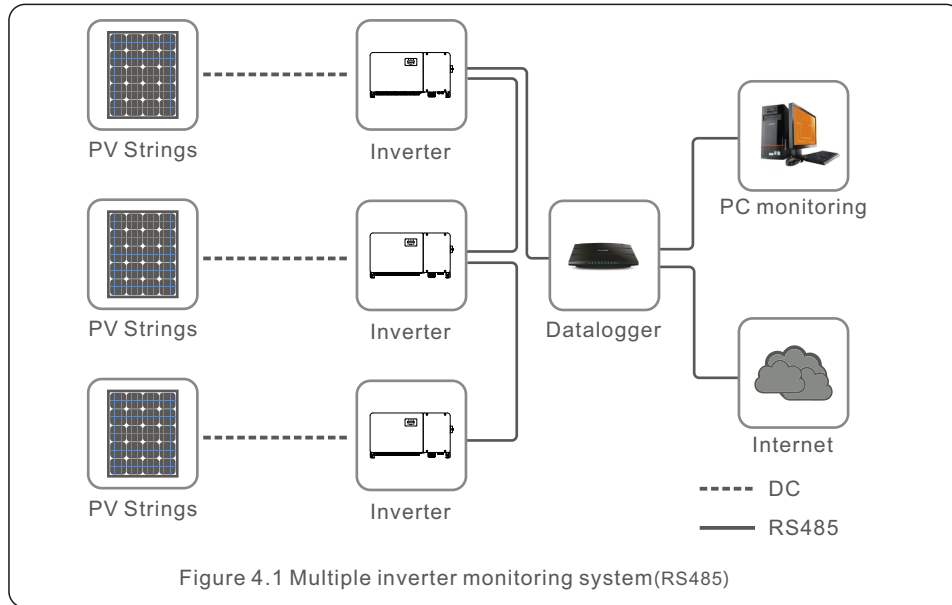 PV Strings
Inverter
PC monitoring
PV Strings
Inverter
Datalogger
Internet
PV Strings
Inverter
DC
RS485
Figure 4.1 Multiple inverter monitoring system(RS485)